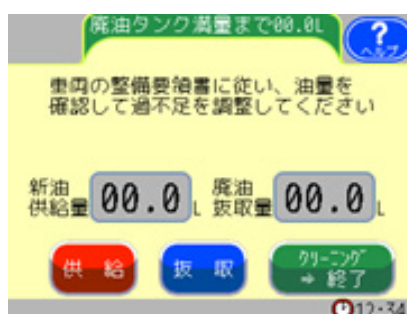 廃油タンク満量まで00.0L
?
ヘルプ
車両の整備要領書に従い、油量を
確認して過不足を調整してください
新油
供給量 00.0 L
廃油
抜取量 00.0 L
供 給
抜 取
クリーニング
⇒ 終了
12:34